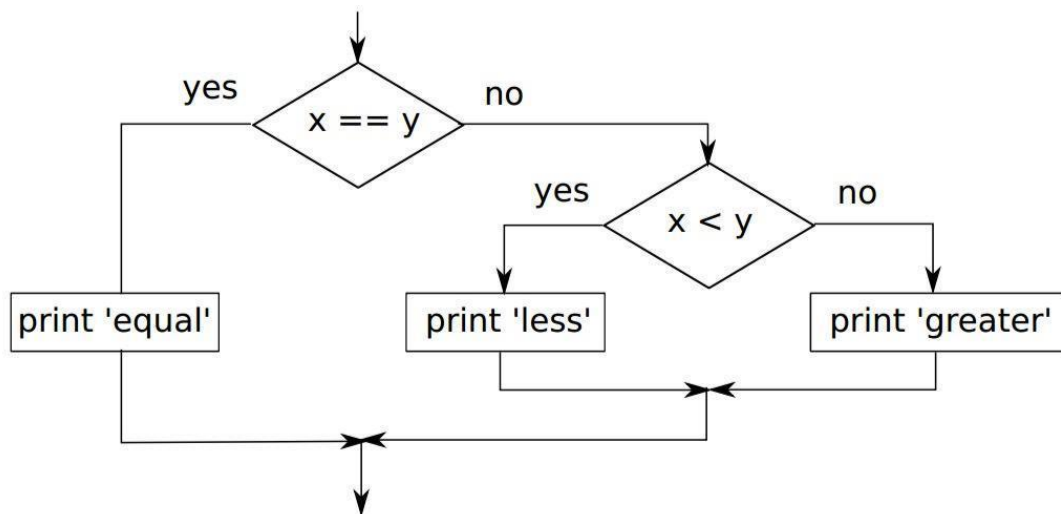 yes
no
x == y
yes
no
x < y
print 'equal'
print 'less'
print 'greater'